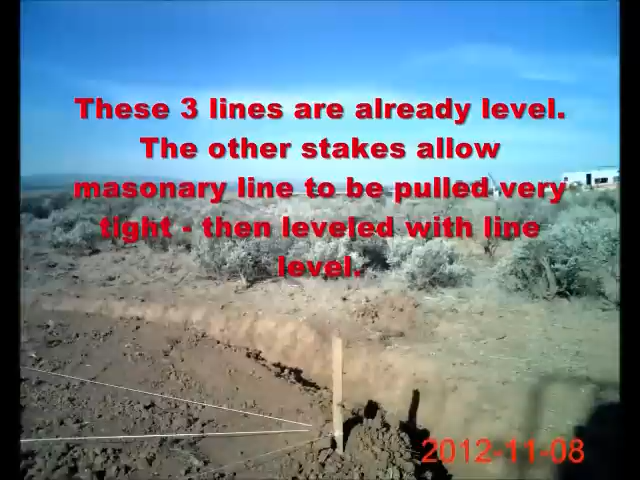 These 3 lines are already level.
The other stakes allow
masonary line to be pulled very
tight - then leveled with line
level.
2012-11-08